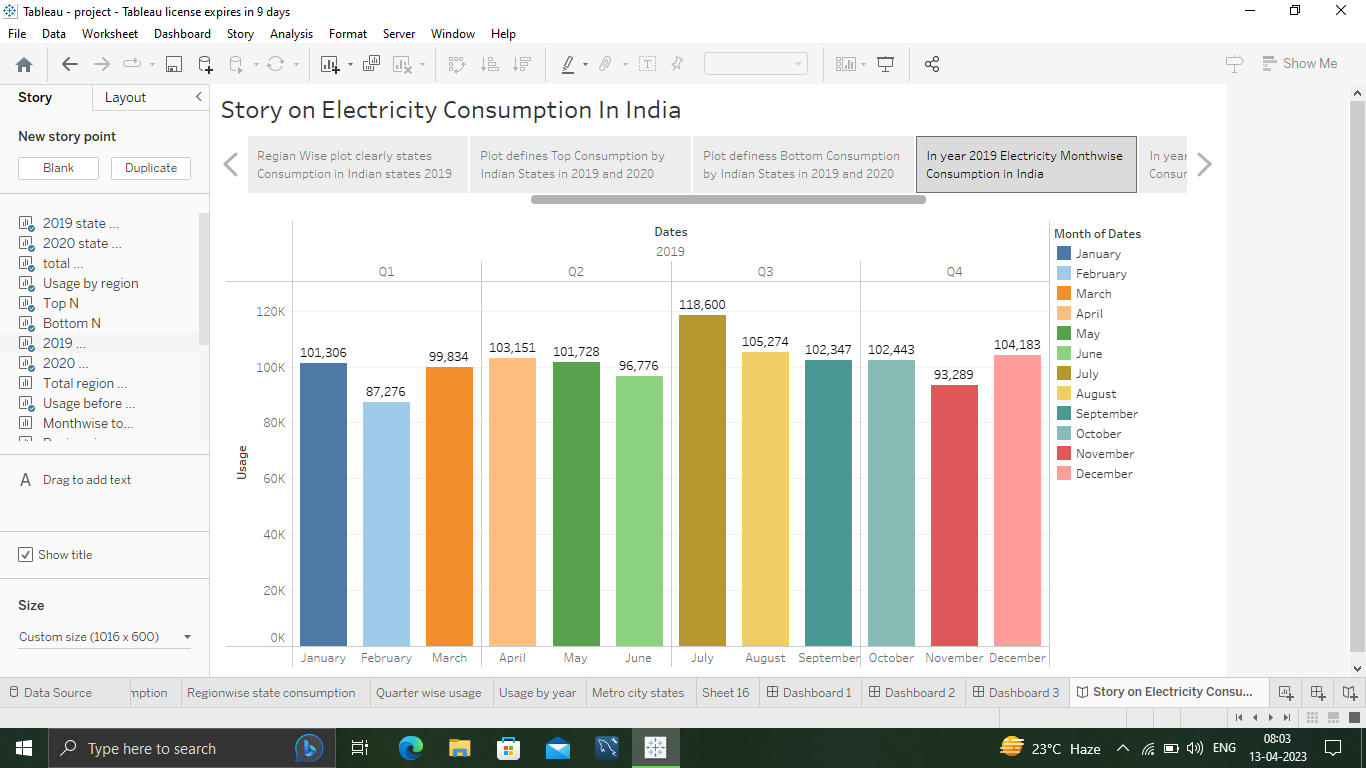 Tableau - project - Tableau license expires in 9 days
File Data Worksheet Dashboard Story Analysis Format Server Window Help
Show Me
Story Layout
New story point
Blank Duplicate
2019 state ...
2020 state ...
total ...
Usage by region
Top N
Bottom N
2019 ...
2020 ...
Total region ...
Usage before ...
Monthwise to...
A Drag to add text
Show title
Size
Custom size (1016 x 600)
Story on Electricity Consumption In India
Regian Wise plot clearly states
Consumption in Indian states 2019
Plot defines Top Consumption by
Indian States in 2019 and 2020
Plot definess Bottom Consumption
by Indian States in 2019 and 2020
In year 2019 Electricity Monthwise
Consumption in India
In year
Consur
Dates
2019
Q1 Q2 Q3 Q4
120K
100K
80K
60K
40K
20K
0K
Usage
101,306 87,276 99,834 103,151 101,728 96,776 118,600 105,274 102,347 102,443 93,289 104,183
January February March April May June July August September October November December
Month of Dates
January
February
March
April
May
June
July
August
September
October
November
December
Data Source mption Regionwise state consumption Quarter wise usage Usage by year Metro city states Sheet 16 Dashboard 1 Dashboard 2 Dashboard 3 Story on Electricity Consu...
Type here to search
23°C Haze
ENG
08:03
13-04-2023